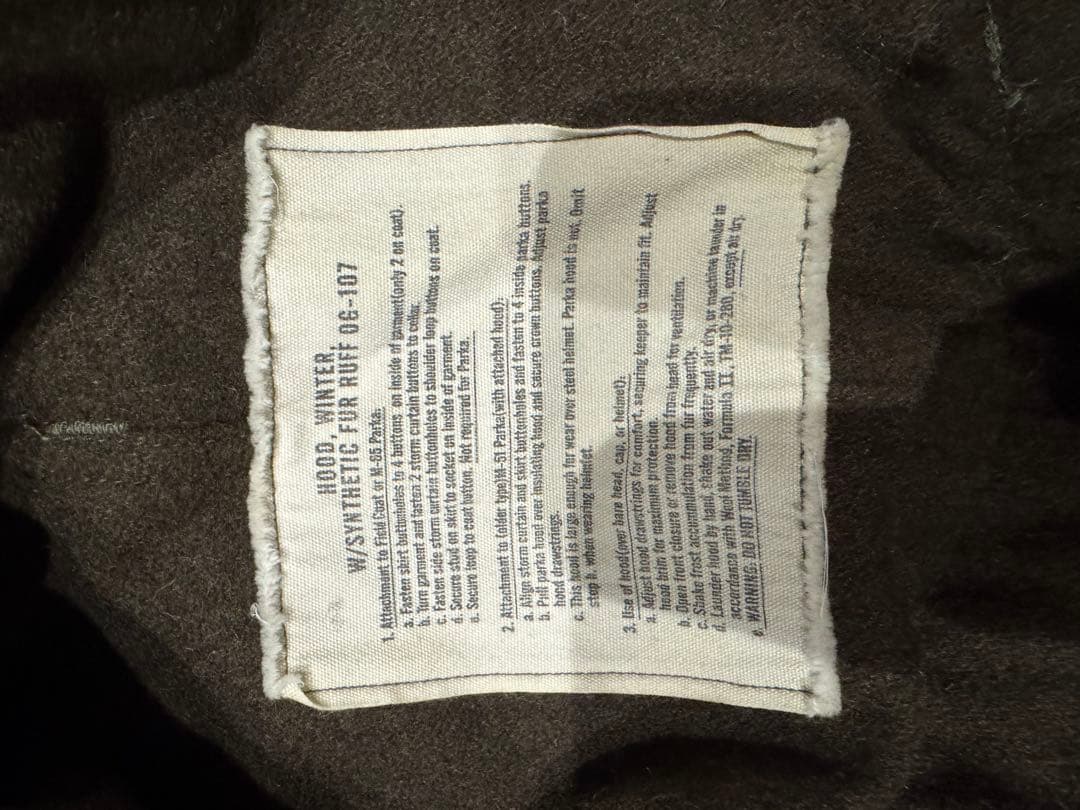 HOOD, WINTER,
W/SYNTHETIC FUR RUFF OG-107
1. Attachment to Field Coat or M-65 Parka.
a. Fasten skirt buttonholes to 4 buttons on inside of garment(only 2 on coat).
b. Turn garment and fasten 2 storm curtain buttons to collar.
c. Fasten side storm curtain buttonholes to shoulder loop buttons on coat.
d. Secure stud on skirt to socket on inside of garment.
e. Secure loop to coat button. Not required for Parka.
2. Attachment to (older type)M-51 Parka(with attached hood):
a. Align storm curtain and skirt buttonholes and fasten to 4 inside parka buttons.
b. Pull parka hood over insulating hood and secure crown buttons. Adjust parka
hood drawstrings.
c. This hood is large enough for wear over steel helmet. Parka hood is not. Omit
step b. when wearing helmet.
3. Use of hood(over bare head, cap, or helmet).
a. Adjust hood drawstrings for comfort, securing keeper to maintain fit. Adjust
hood brim for maximum protection.
b. Open front closure or remove hood from head for ventilation.
c. Shake frost accumulation from fur frequently.
d. Launder hood by hand, shake out water and air dry, or machine launder in
accordance with Wool Method, Formula II, TM-10-280, except air dry.
e. WARNING: DO NOT TUMBLE DRY.